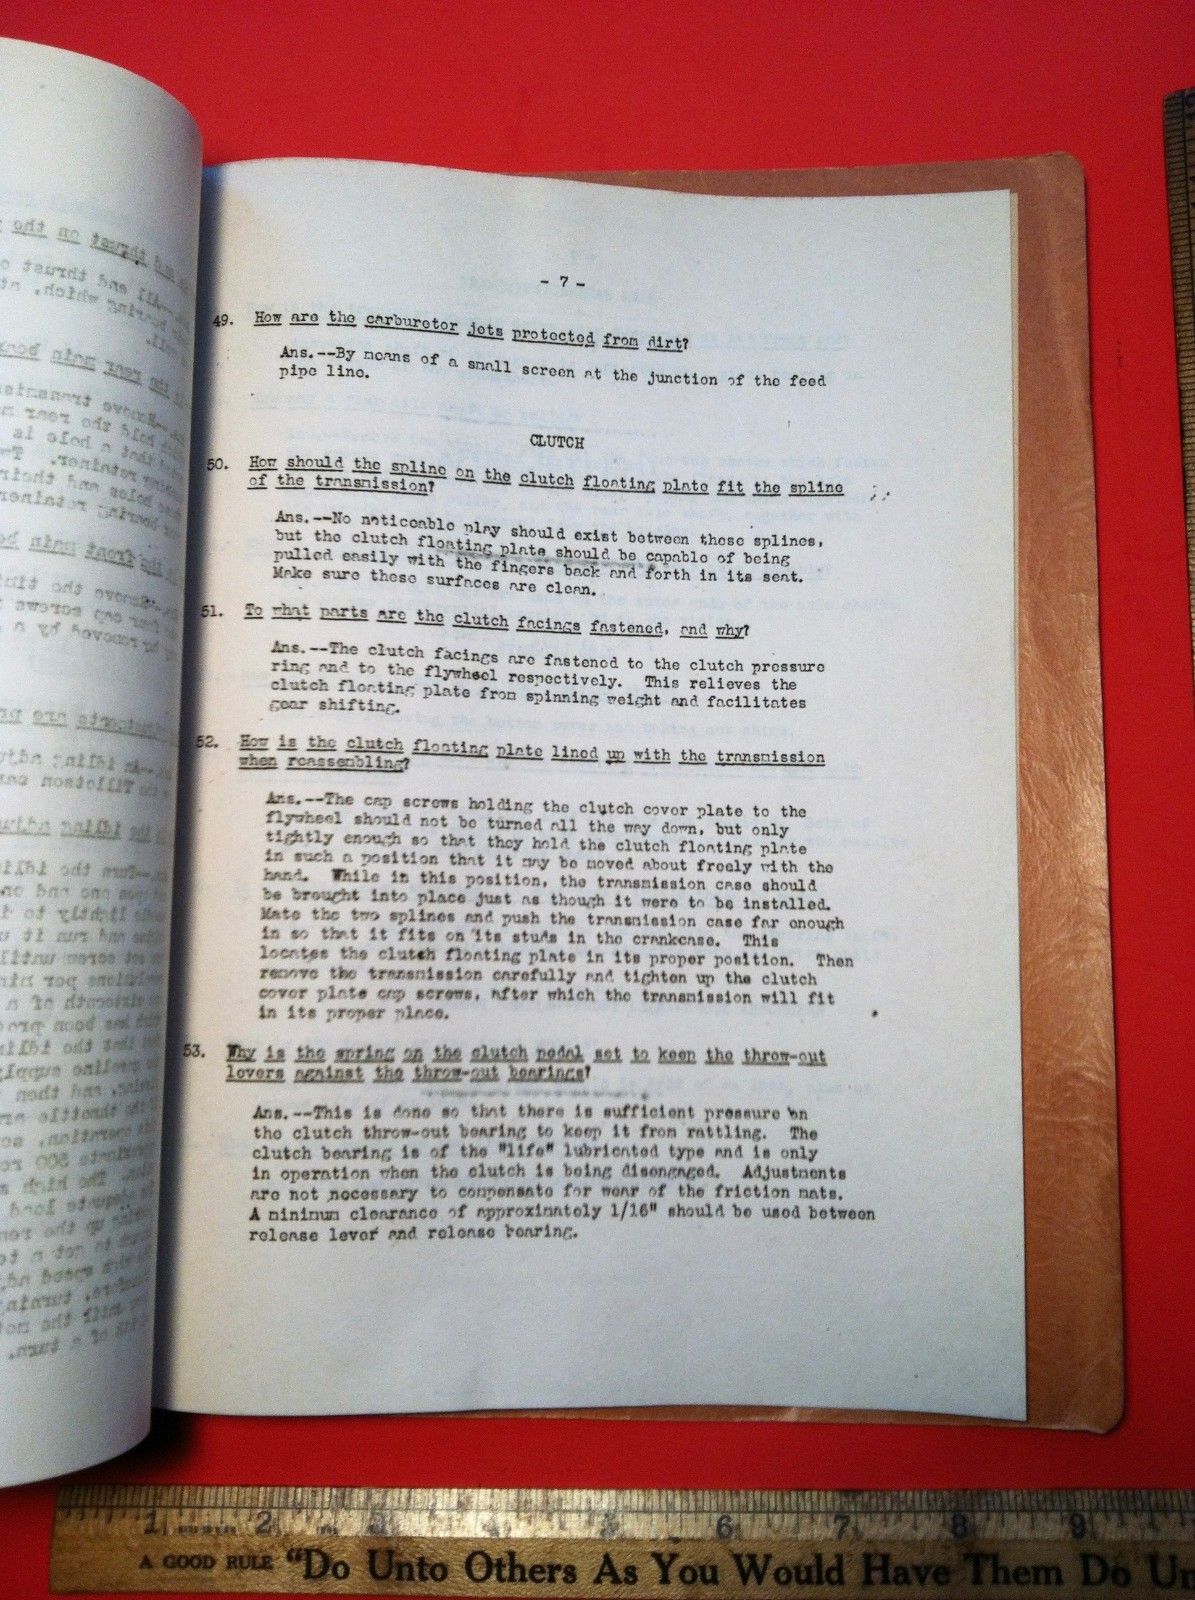 - 7 -
49. How are the carburetor jets protected from dirt?
Ans.--By means of a small screen at the junction of the feed
pipe line.
CLUTCH
50. How should the spline on the clutch floating plate fit the spline
of the transmission?
Ans.--No noticeable play should exist between these splines,
but the clutch floating plate should be capable of being
pulled easily with the fingers back and forth in its seat.
Make sure these surfaces are clean.
51. To what parts are the clutch facings fastened, and why?
Ans.--The clutch facings are fastened to the clutch pressure
ring and to the flywheel respectively. This relieves the
clutch floating plate from spinning weight and facilitates
gear shifting.
52. How is the clutch floating plate lined up with the transmission
when reassembling?
Ans.--The cap screws holding the clutch cover plate to the
flywheel should not be turned all the way down, but only
tightly enough so that they hold the clutch floating plate
in such a position that it may be moved about freely with the
hand. While in this position, the transmission case should
be brought into place just as though it were to be installed.
Mate the two splines and push the transmission case far enough
in so that it fits on its studs in the crankcase. This
locates the clutch floating plate in its proper position. Then
remove the transmission carefully and tighten up the clutch
cover plate cap screws, after which the transmission will fit
in its proper place.
53. Why is the spring on the clutch pedal set to keep the throw-out
levers against the throw-out bearings?
Ans.--This is done so that there is sufficient pressure on
the clutch throw-out bearing to keep it from rattling. The
clutch bearing is of the "life" lubricated type and is only
in operation when the clutch is being disengaged. Adjustments
are not necessary to compensate for wear of the friction mats.
A minimum clearance of approximately 1/16" should be used between
release lever and release bearing.
1 2 3 4 5 6 7 8 9
A GOOD RULE "Do Unto Others As You Would Have Them Do Un